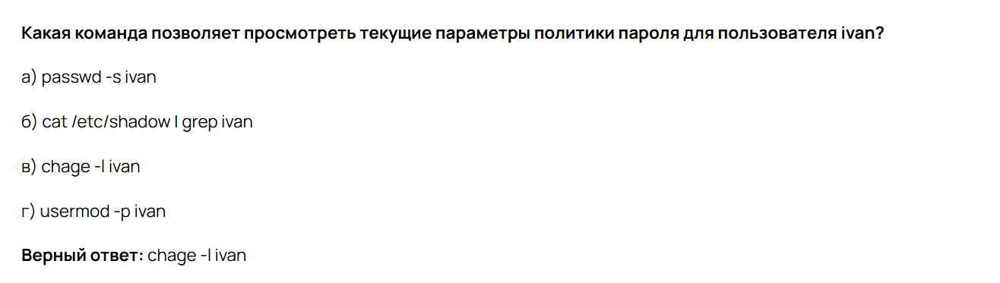 Какая команда позволяет просмотреть текущие параметры политики пароля для пользователя ivan?
а) passwd -s ivan
б) cat /etc/shadow | grep ivan
в) chage -l ivan
г) usermod -p ivan
Верный ответ: chage -l ivan